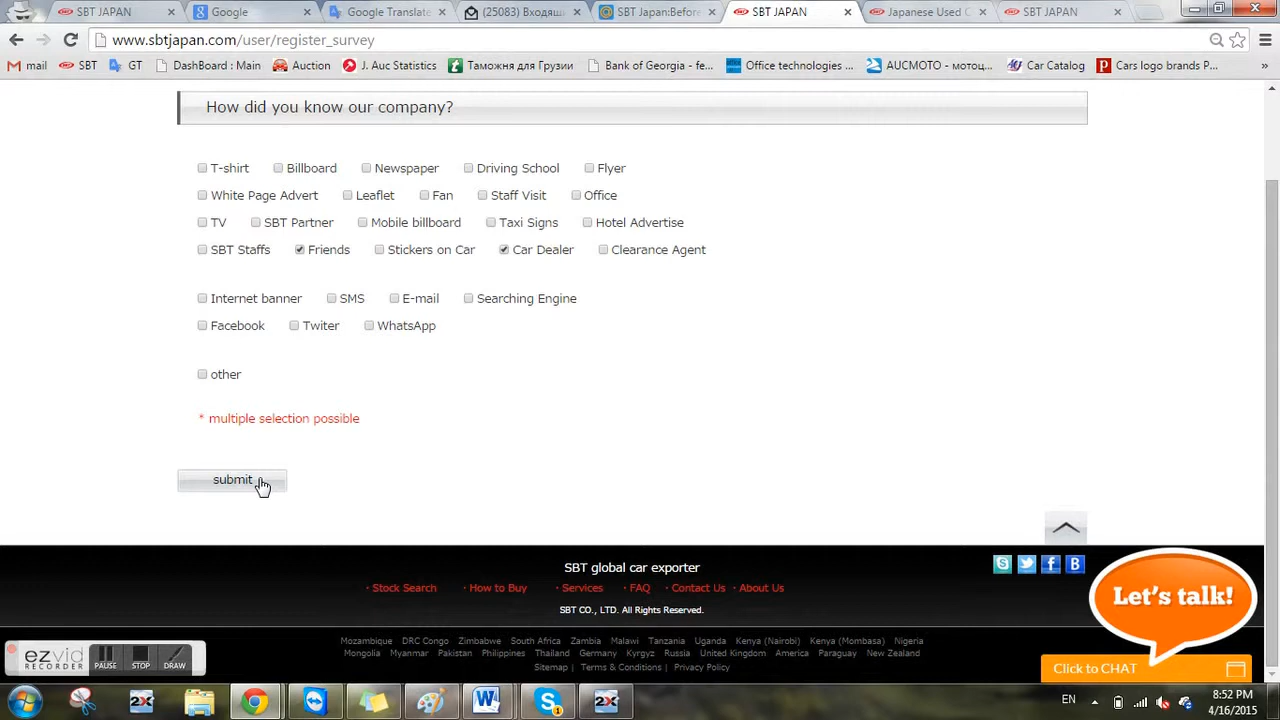 SBT JAPAN Google Google Translate (25083) Входящ SBT Japan:Before SBT JAPAN Japanese Used C SBT JAPAN
www.sbtjapan.com/user/register_survey
mail SBT GT DashBoard : Main Auction J. Auc Statistics Таможня для Грузии Bank of Georgia - fe... Office technologies ... AUCMOTO - мотоц... Car Catalog Cars logo brands P... »
How did you know our company?
T-shirt Billboard Newspaper Driving School Flyer
White Page Advert Leaflet Fan Staff Visit Office
TV SBT Partner Mobile billboard Taxi Signs Hotel Advertise
SBT Staffs Friends Stickers on Car Car Dealer Clearance Agent
Internet banner SMS E-mail Searching Engine
Facebook Twiter WhatsApp
other
* multiple selection possible
submit
SBT global car exporter
· Stock Search · How to Buy · Services · FAQ · Contact Us · About Us
SBT CO., LTD. All Rights Reserved.
Mozambique DRC Congo Zimbabwe South Africa Zambia Malawi Tanzania Uganda Kenya (Nairobi) Kenya (Mombasa) Nigeria
Mongolia Myanmar Pakistan Philippines Thailand Germany Kyrgyz Russia United Kingdom America Paraguay New Zealand
Sitemap | Terms & Conditions | Privacy Policy
Let's talk!
Click to CHAT
ezvid
RECORDER
PAUSE STOP DRAW
2X W S 1 2X
EN
8:52 PM
4/16/2015